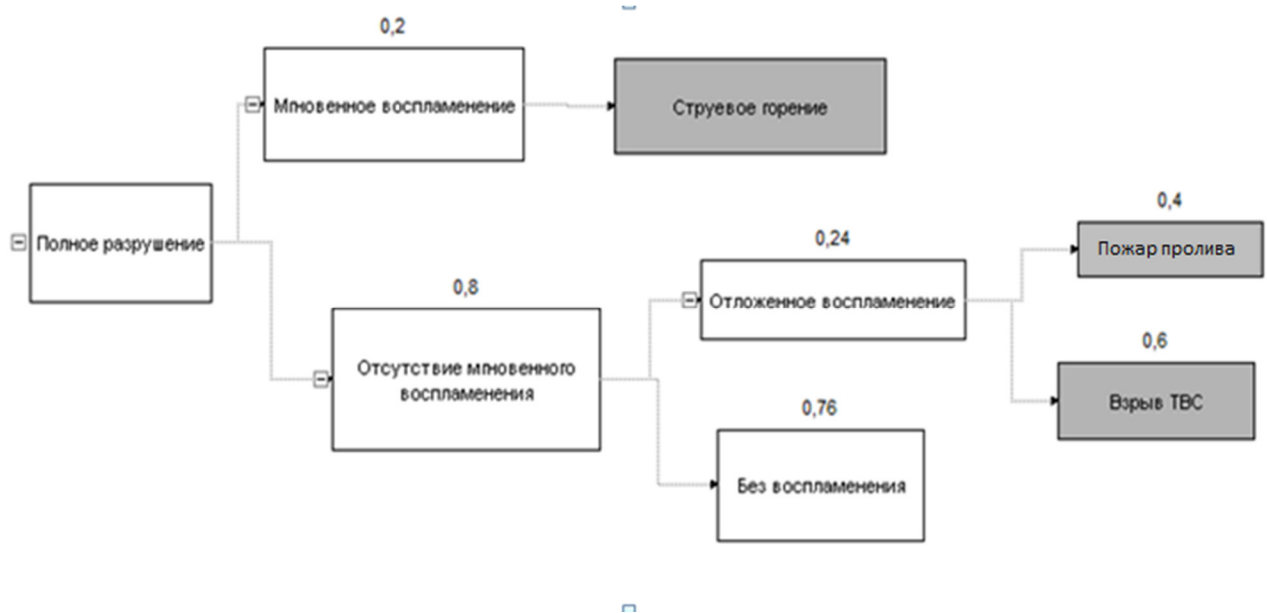 0,2
Мгновенное воспламенение
Струевое горение
0,4
Полное разрушение
0,24
Пожар пролива
0,8
Отложенное воспламенение
0,6
Отсутствие мгновенного
воспламенения
0,76
Взрыв ТВС
Без воспламенения